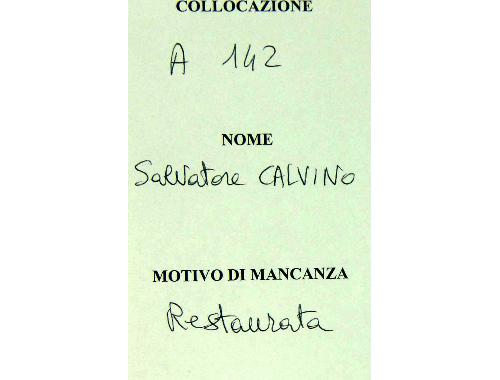 COLLOCAZIONE
A 142
NOME
Salvatore CALVINO
MOTIVO DI MANCANZA
Restaurata